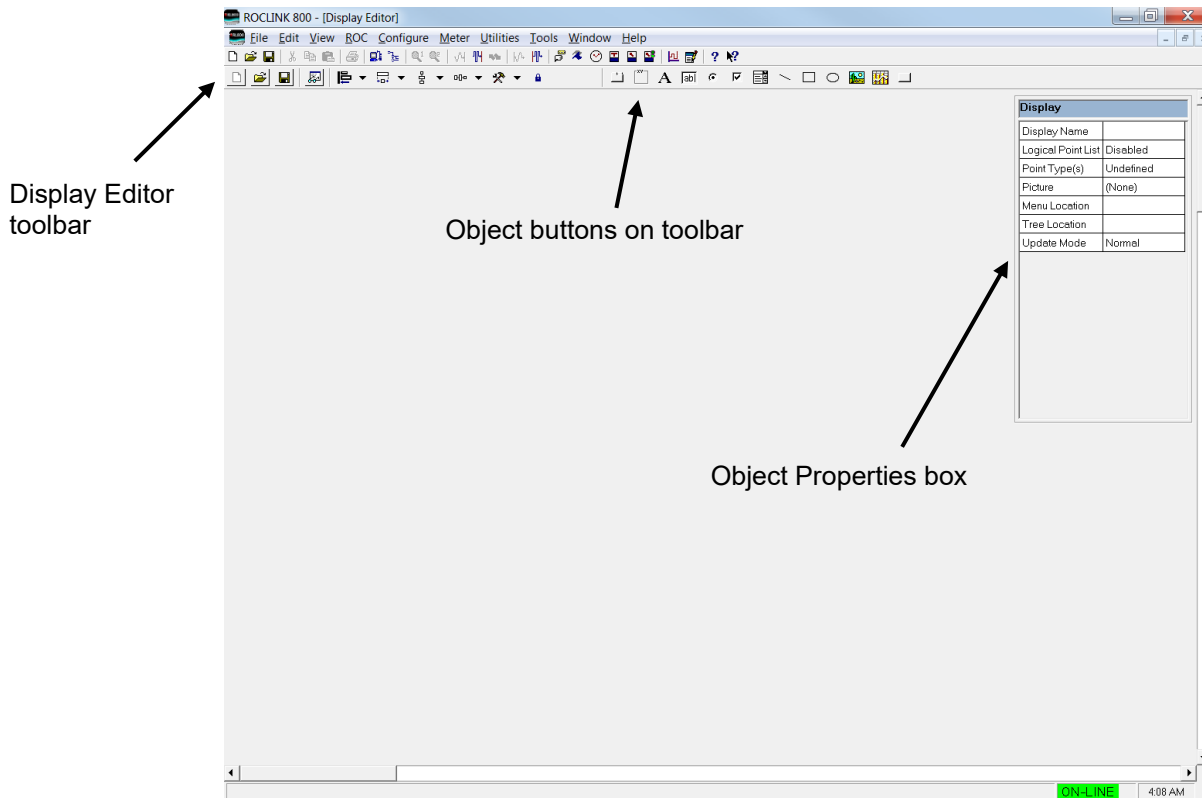 ROCLINK 800 - [Display Editor]
File Edit View ROC Configure Meter Utilities Tools Window Help
A ab|
Display
Display Name
Logical Point List Disabled
Point Type(s) Undefined
Picture (None)
Menu Location
Tree Location
Update Mode Normal
Display Editor
toolbar
Object buttons on toolbar
Object Properties box
ON-LINE 4:08 AM